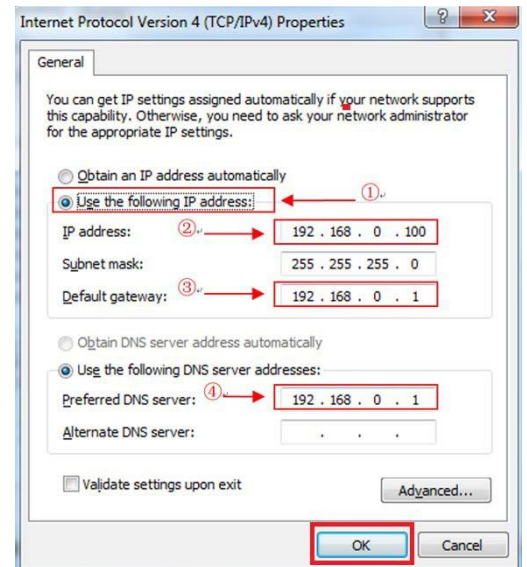 Internet Protocol Version 4 (TCP/IPv4) Properties
General
You can get IP settings assigned automatically if your network supports
this capability. Otherwise, you need to ask your network administrator
for the appropriate IP settings.
Obtain an IP address automatically
Use the following IP address: ①
IP address: ② 192 . 168 . 0 . 100
Subnet mask: 255 . 255 . 255 . 0
Default gateway: ③ 192 . 168 . 0 . 1
Obtain DNS server address automatically
Use the following DNS server addresses:
Preferred DNS server: ④ 192 . 168 . 0 . 1
Alternate DNS server: . . .
Validate settings upon exit
Advanced...
OK Cancel